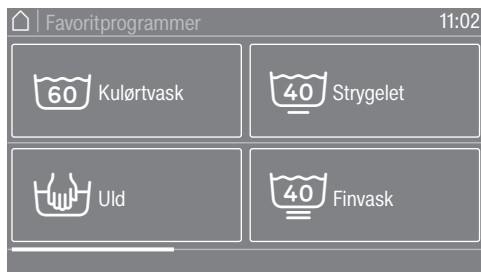 Favoritprogrammer 11:02
60 Kulørtvask
40 Strygelet
Uld
40 Finvask